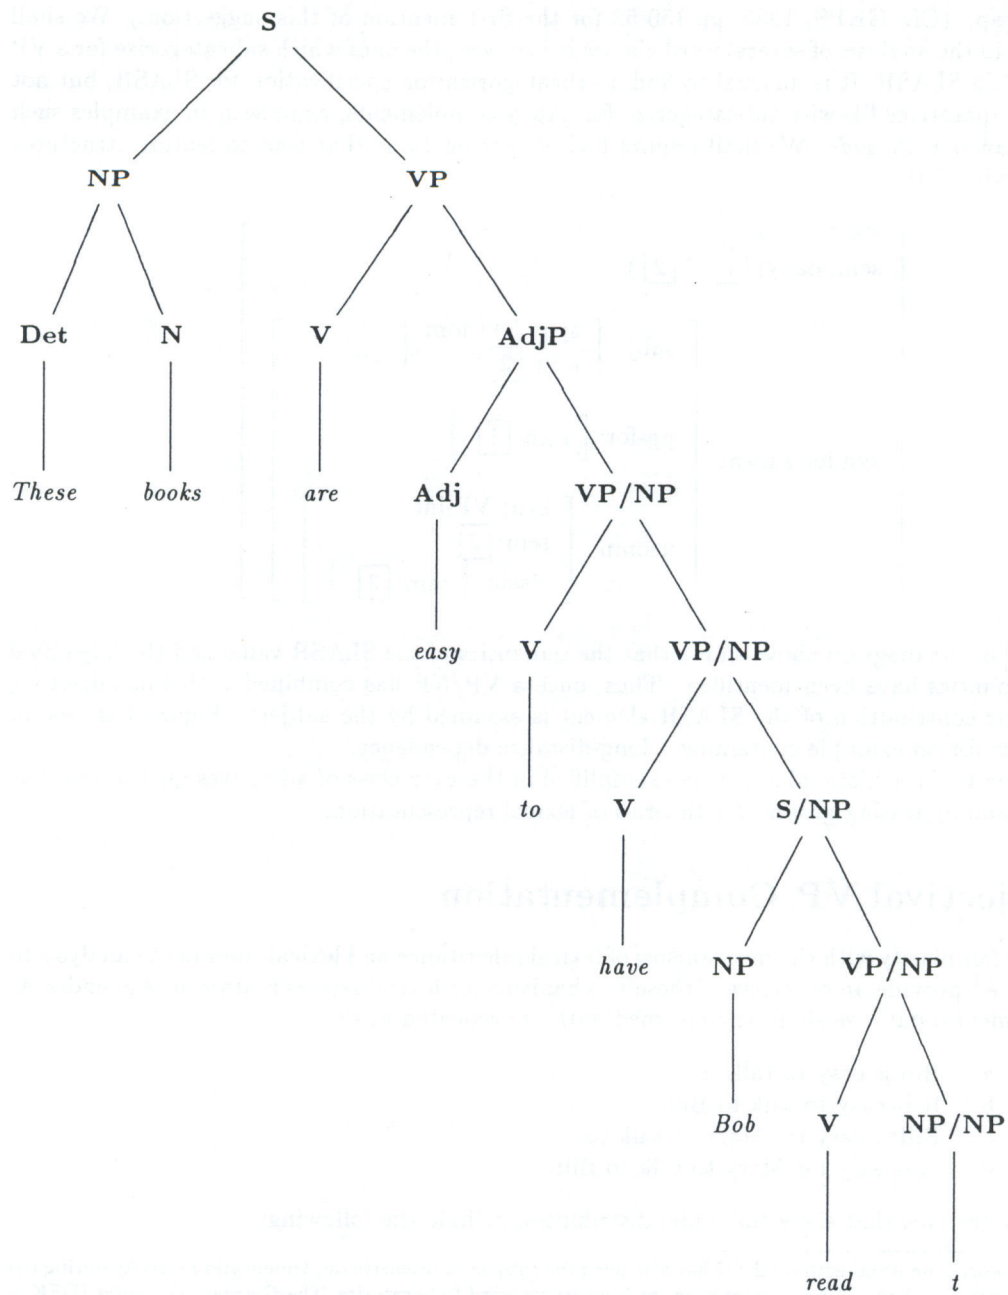 S
NP VP
Det N V AdjP
These books are Adj VP/NP
easy V VP/NP
to V S/NP
have NP VP/NP
Bob V NP/NP
read t